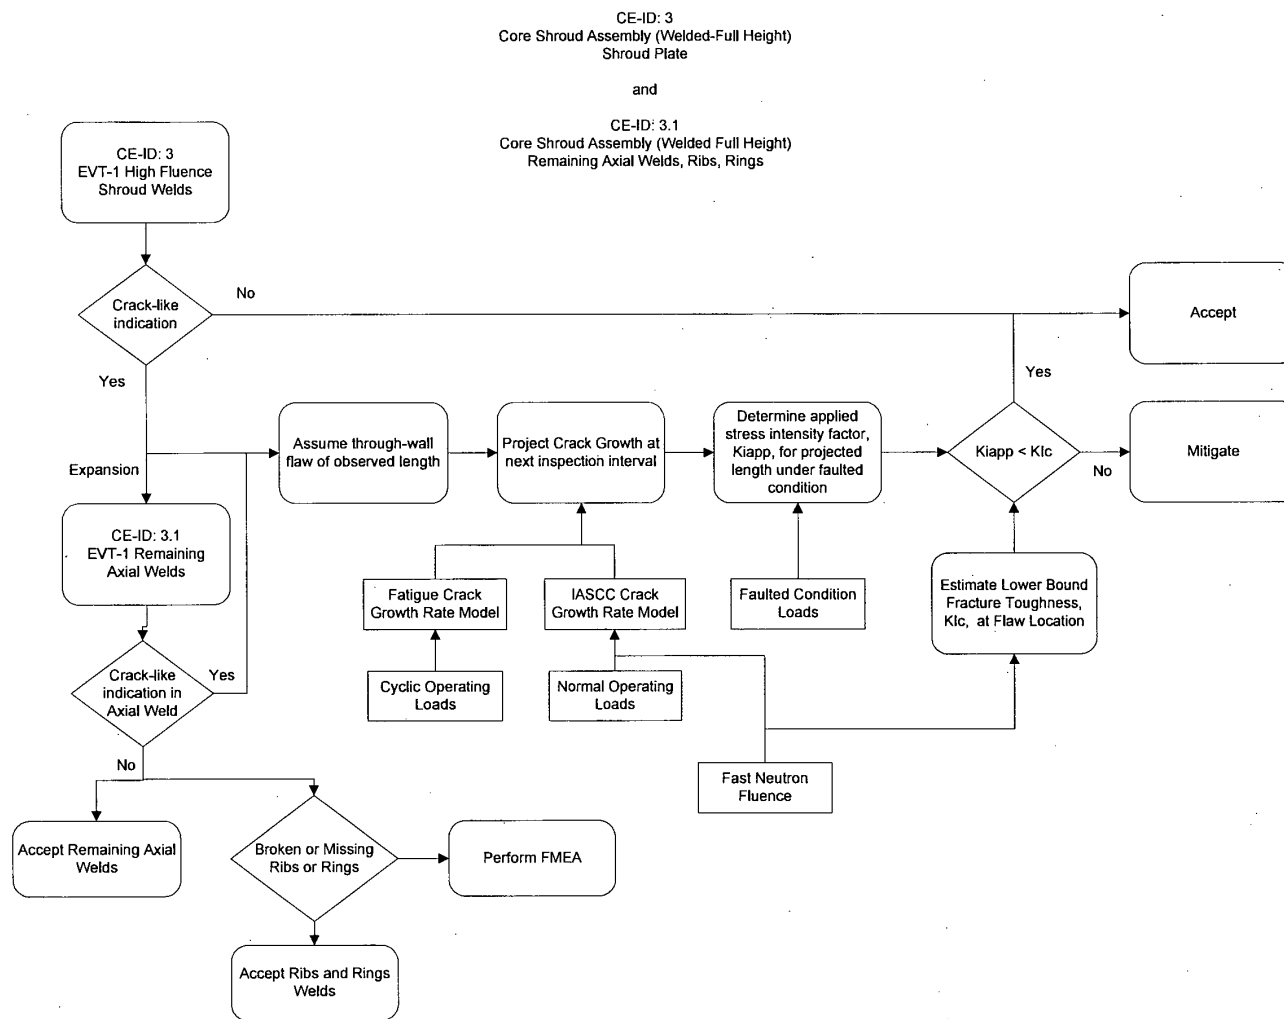 CE-ID: 3
Core Shroud Assembly (Welded-Full Height)
Shroud Plate
and
CE-ID: 3.1
Core Shroud Assembly (Welded Full Height)
Remaining Axial Welds, Ribs, Rings
CE-ID: 3
EVT-1 High Fluence
Shroud Welds
Crack-like
indication
No
Accept
Yes
Expansion
Assume through-wall
flaw of observed length
Project Crack Growth at
next inspection interval
Determine applied
stress intensity factor,
Kiapp, for projected
length under faulted
condition
Yes
KIapp < KIc
No
Mitigate
CE-ID: 3.1
EVT-1 Remaining
Axial Welds
Fatigue Crack
Growth Rate Model
IASCC Crack
Growth Rate Model
Faulted Condition
Loads
Estimate Lower Bound
Fracture Toughness,
KIc, at Flaw Location
Crack-like
indication in
Axial Weld
Yes
Cyclic Operating
Loads
Normal Operating
Loads
No
Fast Neutron
Fluence
Accept Remaining Axial
Welds
Broken or Missing
Ribs or Rings
Perform FMEA
Accept Ribs and Rings
Welds